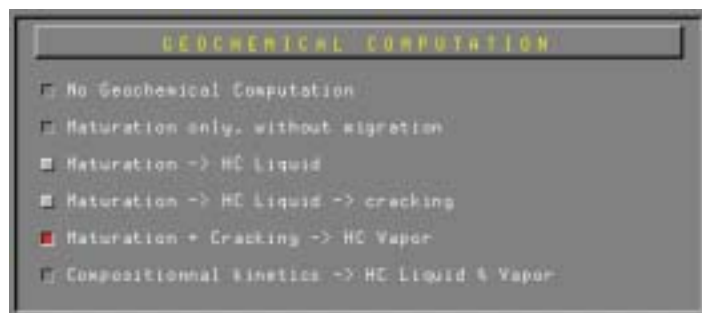 GEOCHEMICAL COMPUTATION
No Geochemical Computation
Maturation only, without migration
Maturation -> HC Liquid
Maturation -> HC Liquid -> cracking
Maturation + Cracking -> HC Vapor
Compositionnal kinetics -> HC Liquid & Vapor